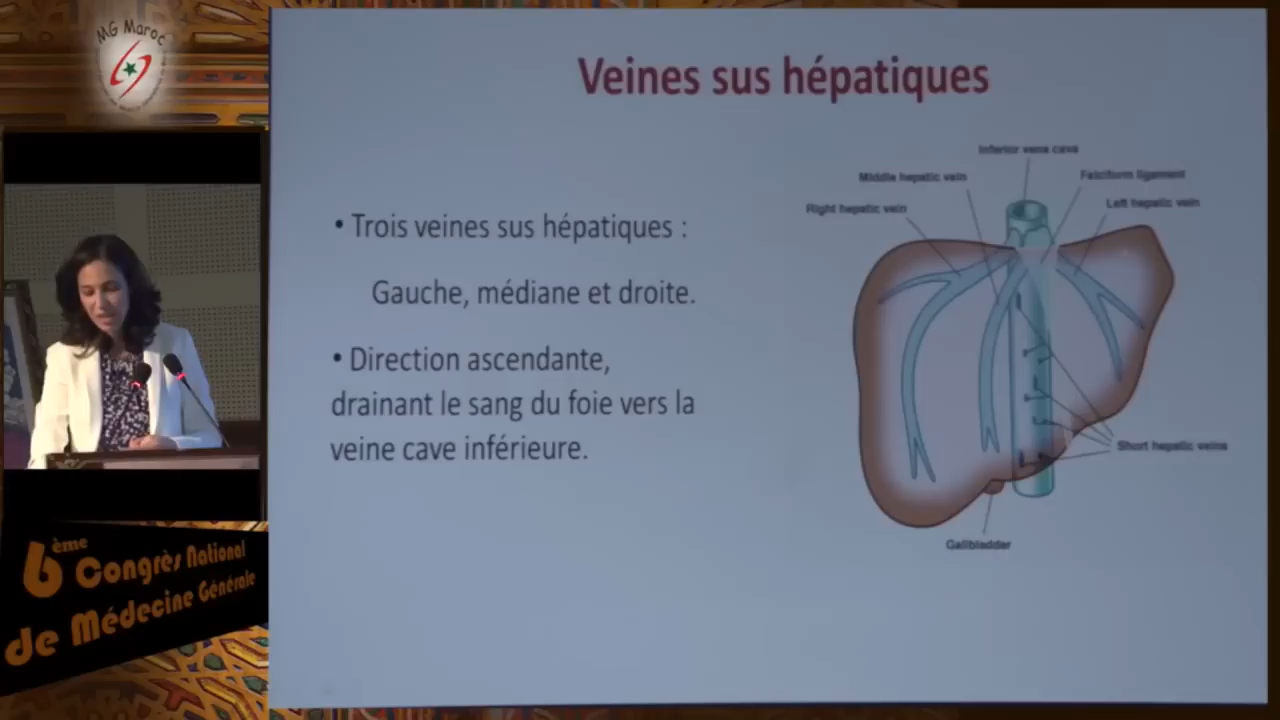 MG Maroc
Veines sus hépatiques
• Trois veines sus hépatiques :
Gauche, médiane et droite.
• Direction ascendante,
drainant le sang du foie vers la
veine cave inférieure.
Inferior vena cava
Middle hepatic vein
Falciform ligament
Right hepatic vein
Left hepatic vein
Short hepatic veins
Gallbladder
6ème Congrès National
de Médecine Générale